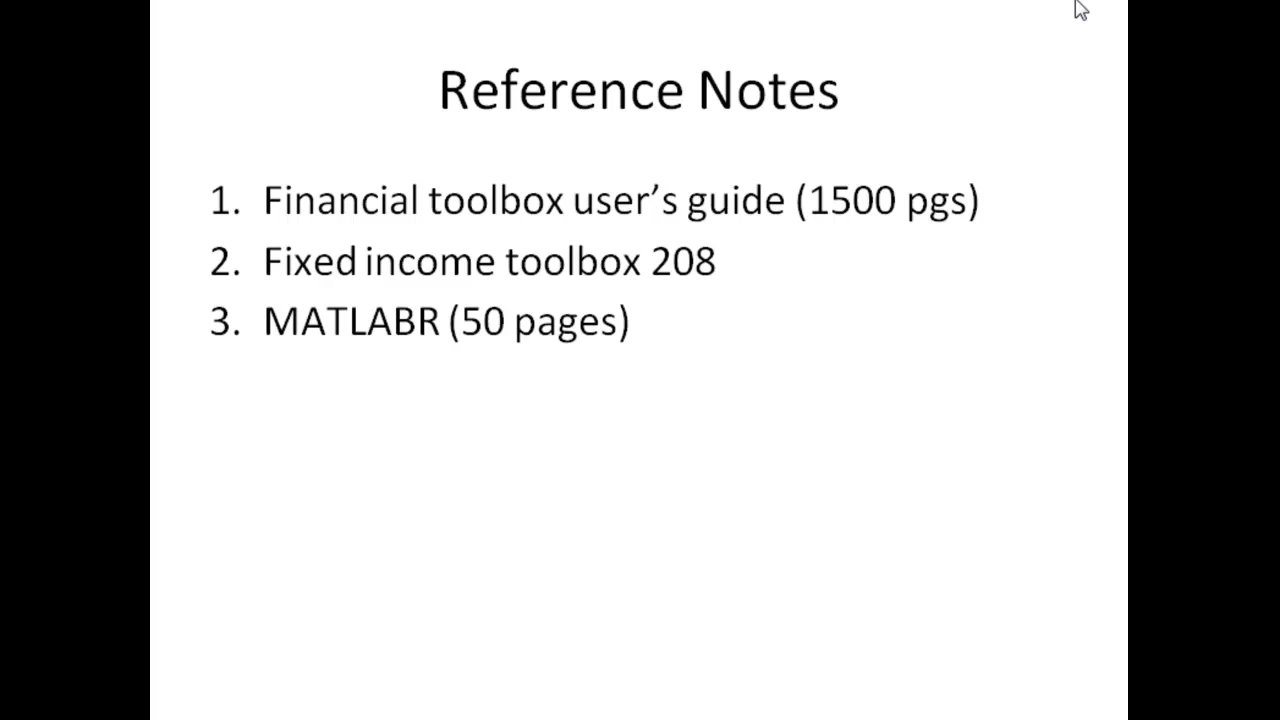 Reference Notes
1. Financial toolbox user’s guide (1500 pgs)
2. Fixed income toolbox 208
3. MATLABR (50 pages)